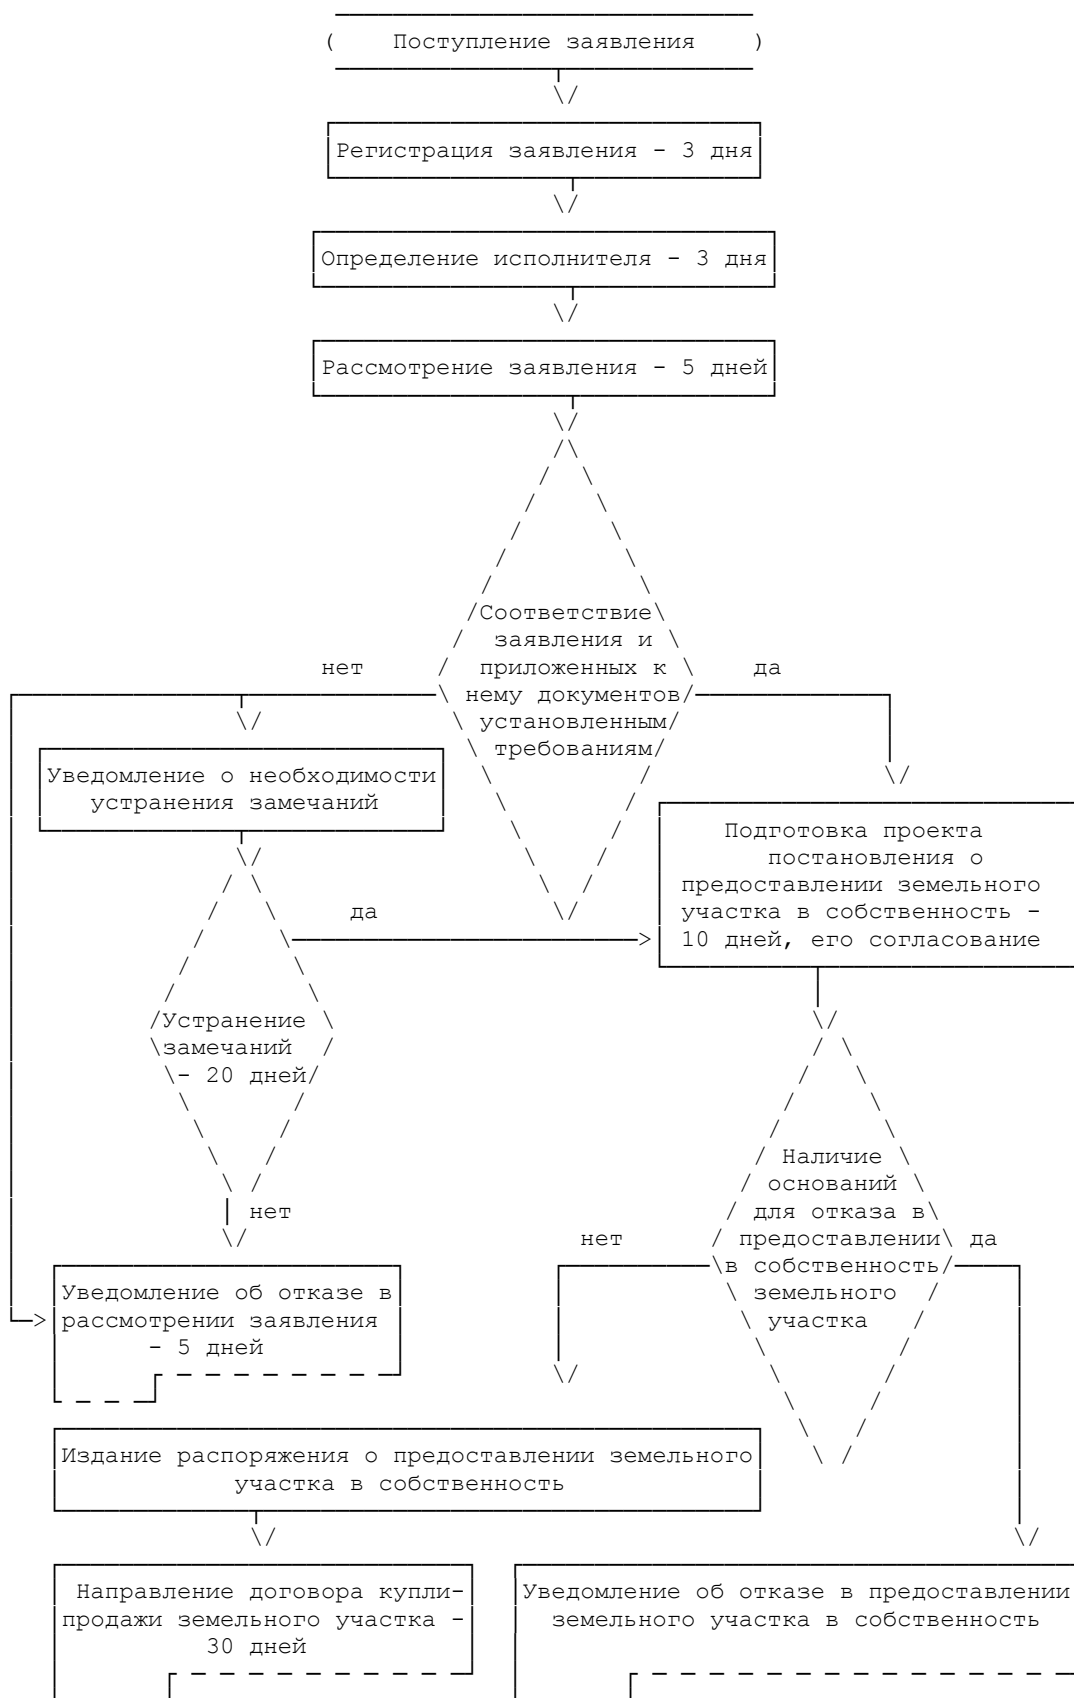 ( Поступление заявления )
Регистрация заявления - 3 дня
Определение исполнителя - 3 дня
Рассмотрение заявления - 5 дней
Соответствие
заявления и
приложенных к
нему документов
установленным
требованиям
нет
да
Уведомление о необходимости
устранения замечаний
Подготовка проекта
постановления о
предоставлении земельного
участка в собственность -
10 дней, его согласование
да
Устранение
замечаний
- 20 дней
нет
Наличие
оснований
для отказа в
предоставлении
в собственность
земельного
участка
нет
да
Уведомление об отказе в
рассмотрении заявления
- 5 дней
Издание распоряжения о предоставлении земельного
участка в собственность
Направление договора купли-
продажи земельного участка -
30 дней
Уведомление об отказе в предоставлении
земельного участка в собственность